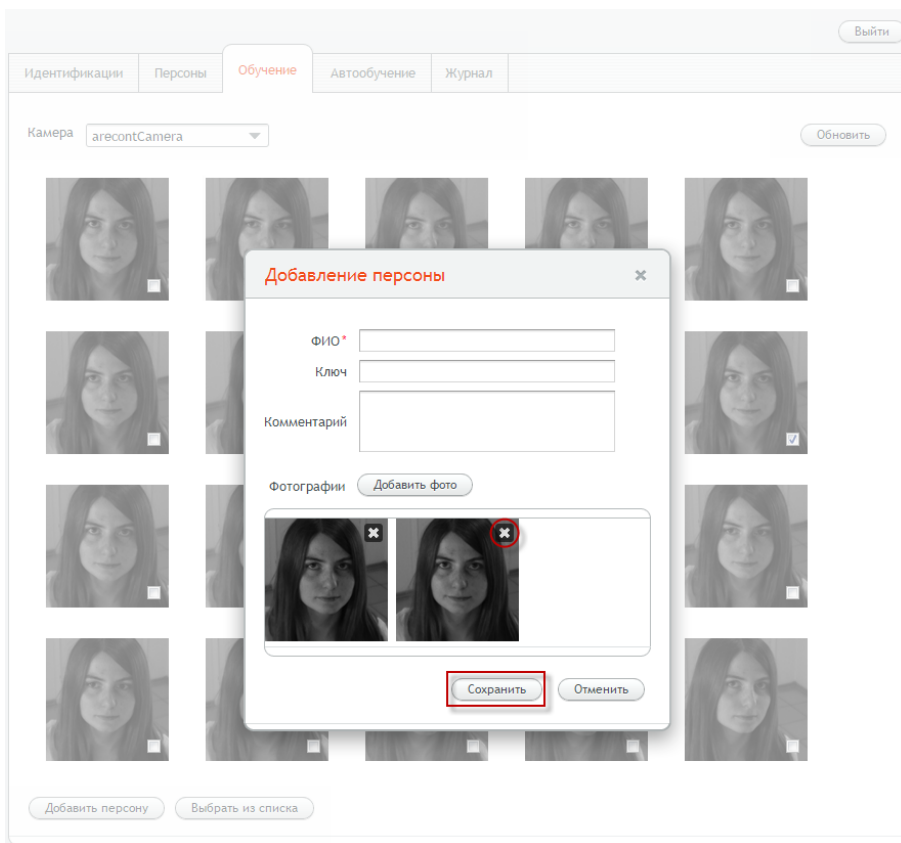 Выйти
Идентификации Персоны Обучение Автообучение Журнал
Камера arecontCamera Обновить
Добавление персоны
ФИО*
Ключ
Комментарий
Фотографии Добавить фото
Сохранить Отменить
Добавить персону Выбрать из списка